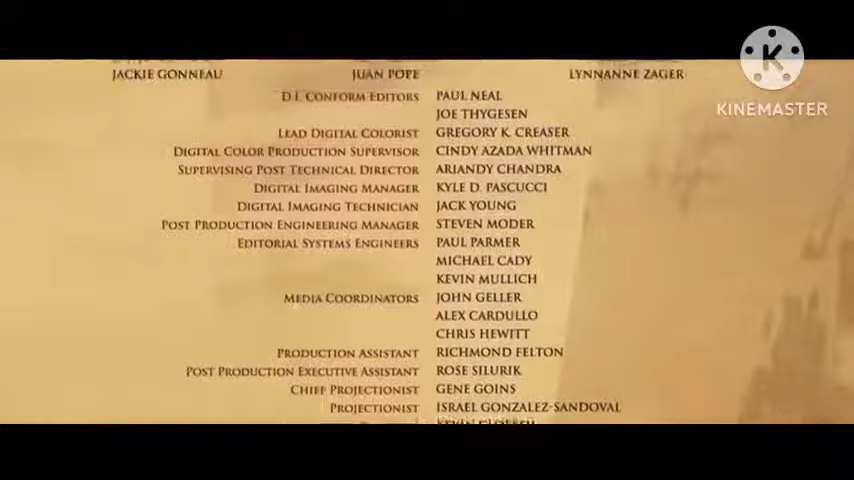 JACKIE GONNEAU JUAN POPE LYNNANNE ZAGER
D.I. CONFORM EDITORS PAUL NEAL
JOE THYGESEN
LEAD DIGITAL COLORIST GREGORY K. CREASER
DIGITAL COLOR PRODUCTION SUPERVISOR CINDY AZADA WHITMAN
SUPERVISING POST TECHNICAL DIRECTOR ARIANDY CHANDRA
DIGITAL IMAGING MANAGER KYLE D. PASCUCCI
DIGITAL IMAGING TECHNICIAN JACK YOUNG
POST PRODUCTION ENGINEERING MANAGER STEVEN MODER
EDITORIAL SYSTEMS ENGINEERS PAUL PARMER
MICHAEL CADY
KEVIN MULLICH
MEDIA COORDINATORS JOHN GELLER
ALEX CARDULLO
CHRIS HEWITT
PRODUCTION ASSISTANT RICHMOND FELTON
POST PRODUCTION EXECUTIVE ASSISTANT ROSE SILURIK
CHIEF PROJECTIONIST GENE GOINS
PROJECTIONIST ISRAEL GONZALEZ-SANDOVAL
K
KINEMASTER